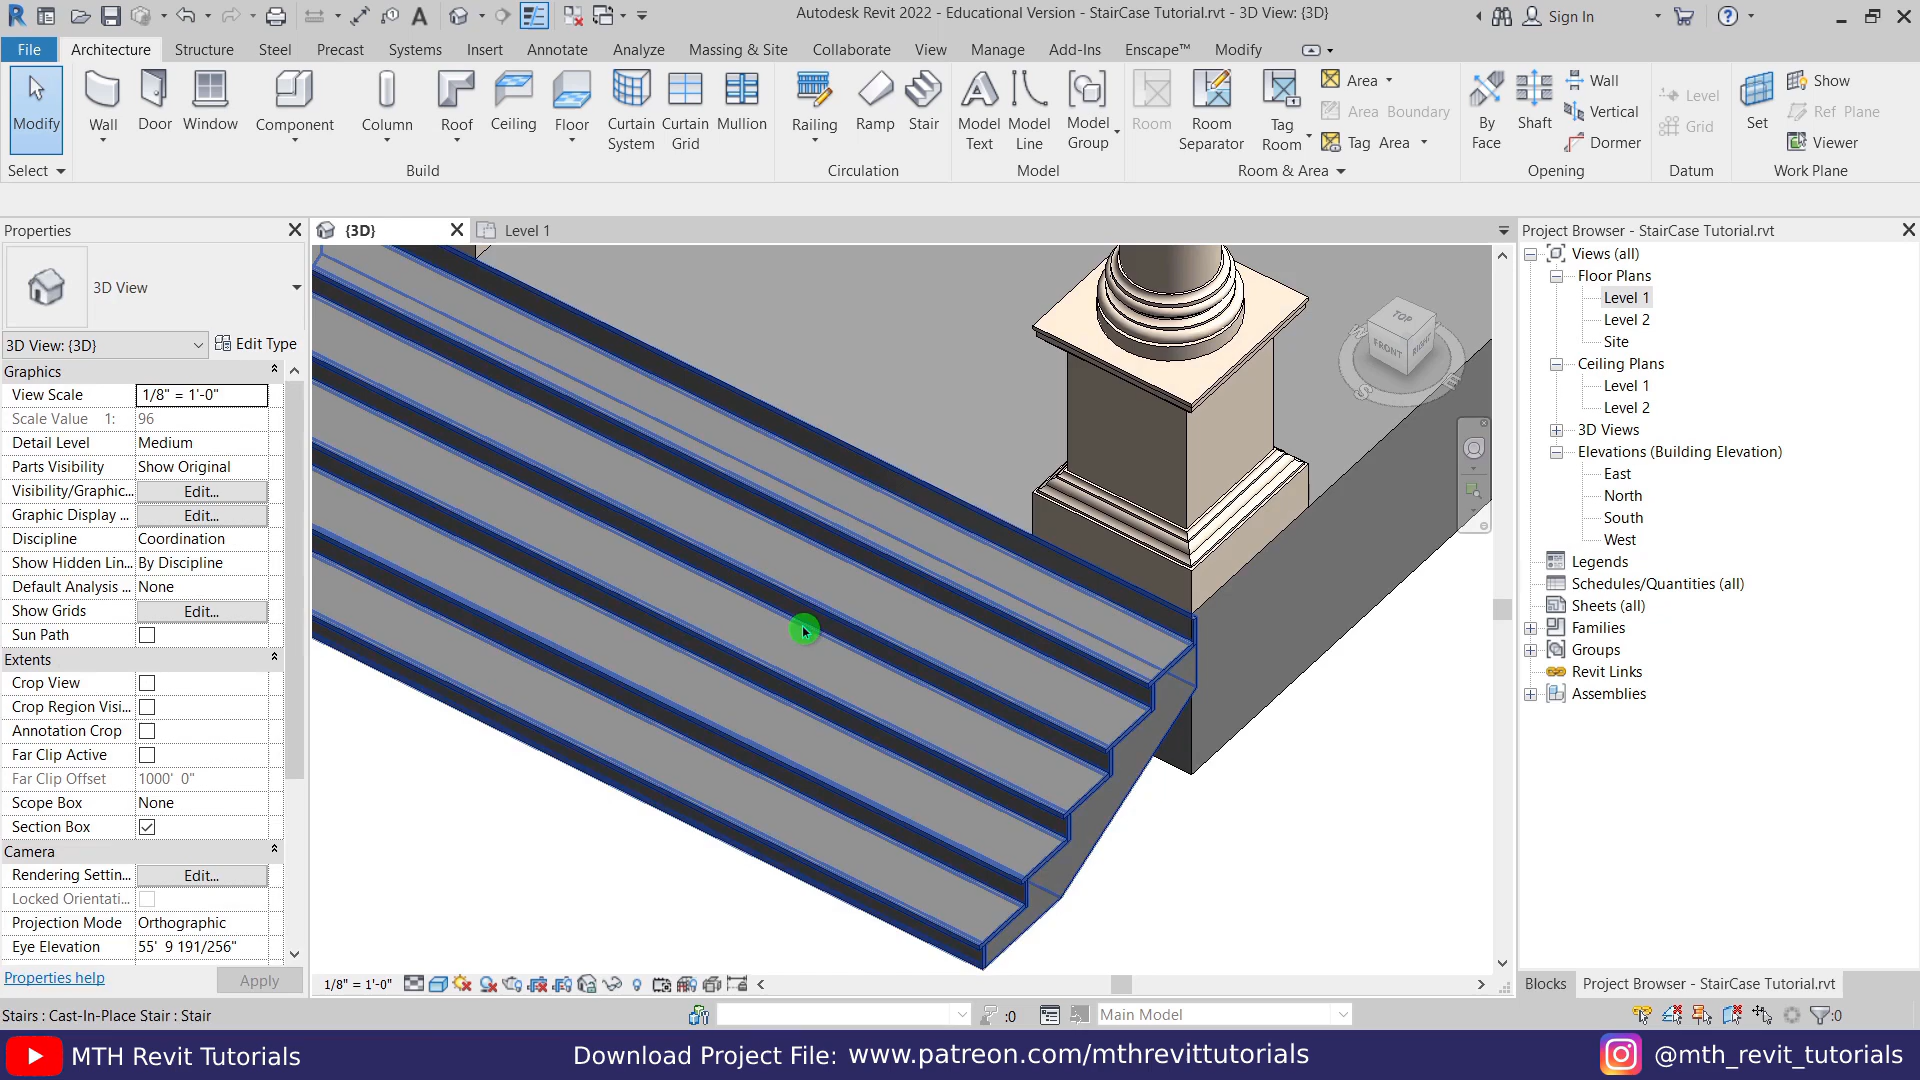 Autodesk Revit 2022 - Educational Version - StairCase Tutorial.rvt - 3D View: {3D}
Sign In
File Architecture Structure Steel Precast Systems Insert Annotate Analyze Massing & Site Collaborate View Manage Add-Ins Enscape™ Modify
Modify Wall Door Window Component Column Roof Ceiling Floor Curtain System Curtain Grid Mullion Railing Ramp Stair Model Text Model Line Model Group Room Room Separator Tag Room
Area
Area Boundary
Tag Area
By Face Shaft Wall Vertical Dormer
Level
Grid
Set Show Ref Plane Viewer
Select Build Circulation Model Room & Area Opening Datum Work Plane
Properties
3D View
3D View: {3D} Edit Type
Graphics
View Scale 1/8" = 1'-0"
Scale Value 1: 96
Detail Level Medium
Parts Visibility Show Original
Visibility/Graphic... Edit...
Graphic Display ... Edit...
Discipline Coordination
Show Hidden Lin... By Discipline
Default Analysis ... None
Show Grids Edit...
Sun Path
Extents
Crop View
Crop Region Visi...
Annotation Crop
Far Clip Active
Far Clip Offset 1000' 0"
Scope Box None
Section Box
Camera
Rendering Settin... Edit...
Locked Orientati...
Projection Mode Orthographic
Eye Elevation 55' 9 191/256"
Properties help Apply
{3D} Level 1
TOP
FRONT
RIGHT
1/8" = 1'-0"
Project Browser - StairCase Tutorial.rvt
Views (all)
Floor Plans
Level 1
Level 2
Site
Ceiling Plans
Level 1
Level 2
3D Views
Elevations (Building Elevation)
East
North
South
West
Legends
Schedules/Quantities (all)
Sheets (all)
Families
Groups
Revit Links
Assemblies
Blocks Project Browser - StairCase Tutorial.rvt
Stairs : Cast-In-Place Stair : Stair
:0
Main Model
:0
MTH Revit Tutorials
Download Project File: www.patreon.com/mthrevittutorials
@mth_revit_tutorials